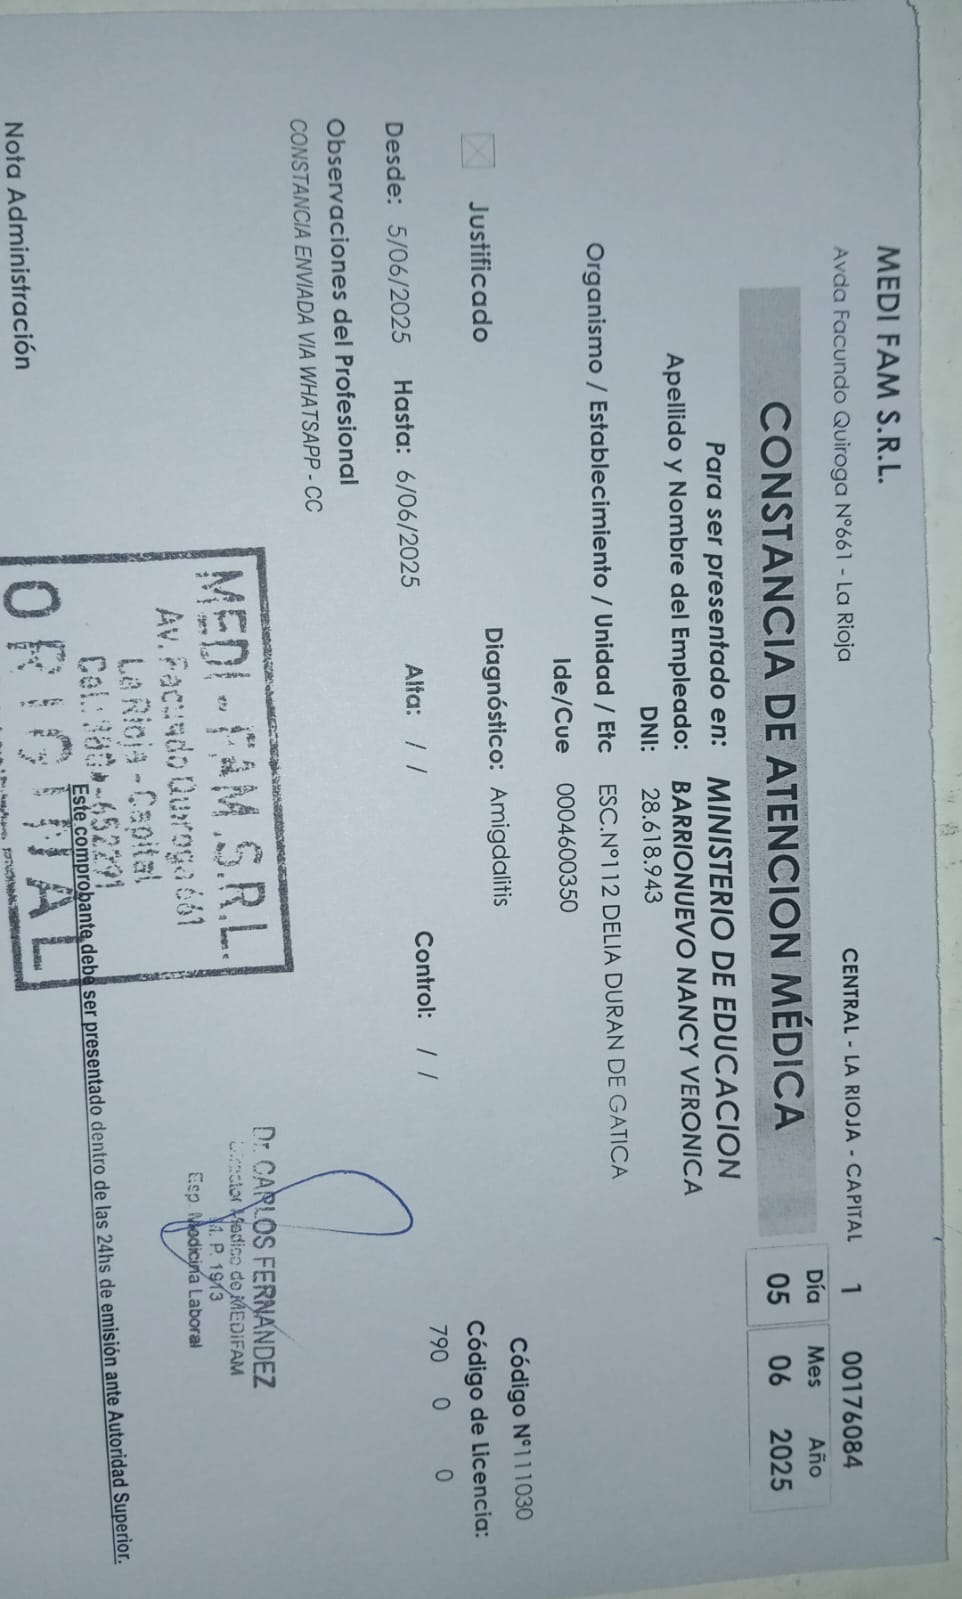 MEDI FAM S.R.L.
Avda Facundo Quiroga N°661 - La Rioja
CENTRAL - LA RIOJA - CAPITAL 1 00176084
CONSTANCIA DE ATENCION MÉDICA
Día Mes Año
05 06 2025
Para ser presentado en: MINISTERIO DE EDUCACION
Apellido y Nombre del Empleado: BARRIONUEVO NANCY VERONICA
DNI: 28.618.943
Organismo / Establecimiento / Unidad / Etc ESC.N°112 DELIA DURAN DE GATICA
Ide/Cue 0004600350
Código N°111030
Justificado
Diagnóstico: Amigdalitis
Código de Licencia:
790 0 0
Desde: 5/06/2025 Hasta: 6/06/2025 Alta: / / Control: / /
Observaciones del Profesional
CONSTANCIA ENVIADA VIA WHATSAPP - CC
MEDI-FAM.S.R.L.
Av. Facundo Quiroga 661
La Rioja - Capital
ORIGINAL
Dr. CARLOS FERNANDEZ
Director Medico de MEDIFAM
M. P. 1913
Esp. Medicina Laboral
Este comprobante debe ser presentado dentro de las 24hs de emisión ante Autoridad Superior.
Nota Administración